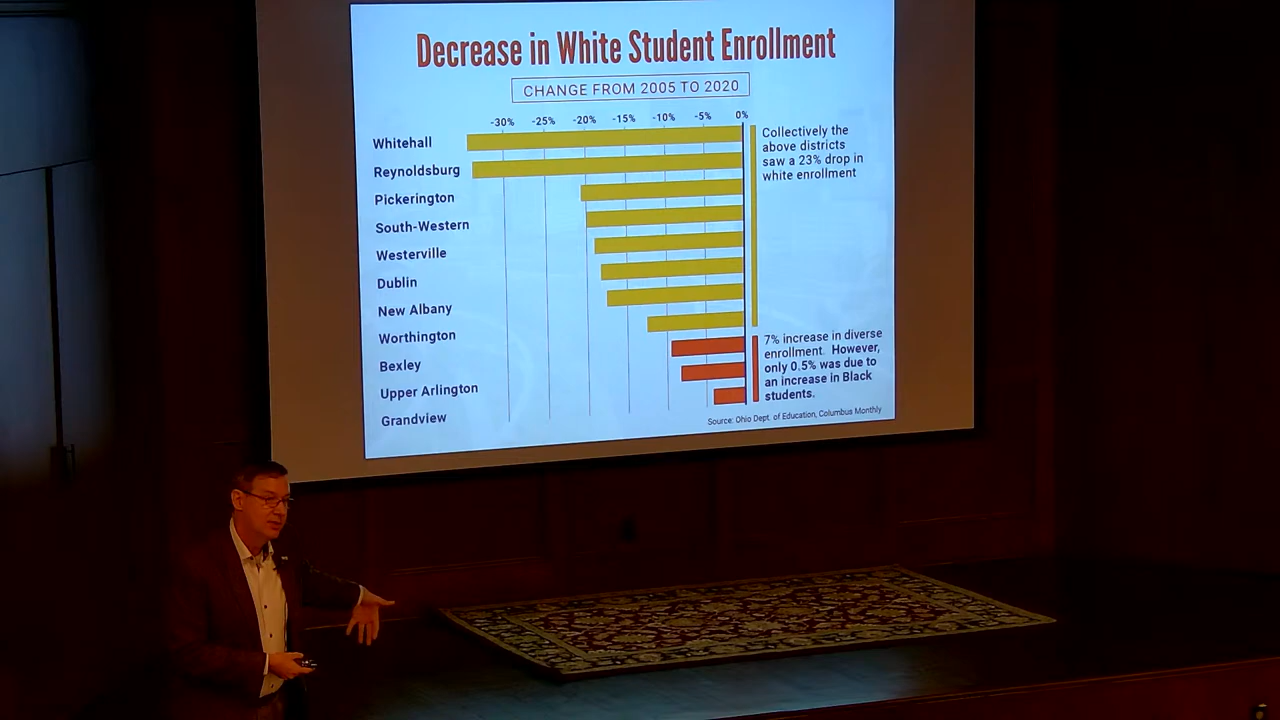 Decrease in White Student Enrollment
CHANGE FROM 2005 TO 2020
-30% -25% -20% -15% -10% -5% 0%
Whitehall
Reynoldsburg
Pickerington
South-Western
Westerville
Dublin
New Albany
Worthington
Bexley
Upper Arlington
Grandview
Collectively the
above districts
saw a 23% drop in
white enrollment
7% increase in diverse
enrollment. However,
only 0.5% was due to
an increase in Black
students.
Source: Ohio Dept. of Education, Columbus Monthly